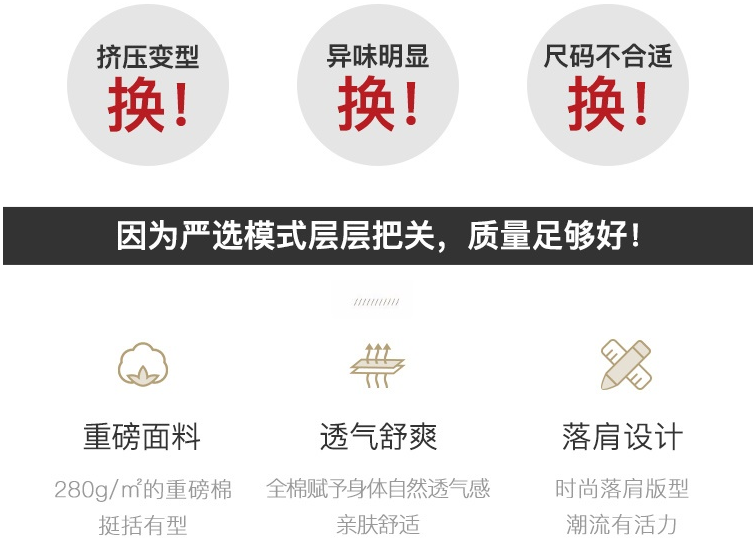 挤压变型
换!
异味明显
换!
尺码不合适
换!
因为严选模式层层把关，质量足够好！
重磅面料
280g/㎡的重磅棉
挺括有型
透气舒爽
全棉赋予身体自然透气感
亲肤舒适
落肩设计
时尚落肩版型
潮流有活力